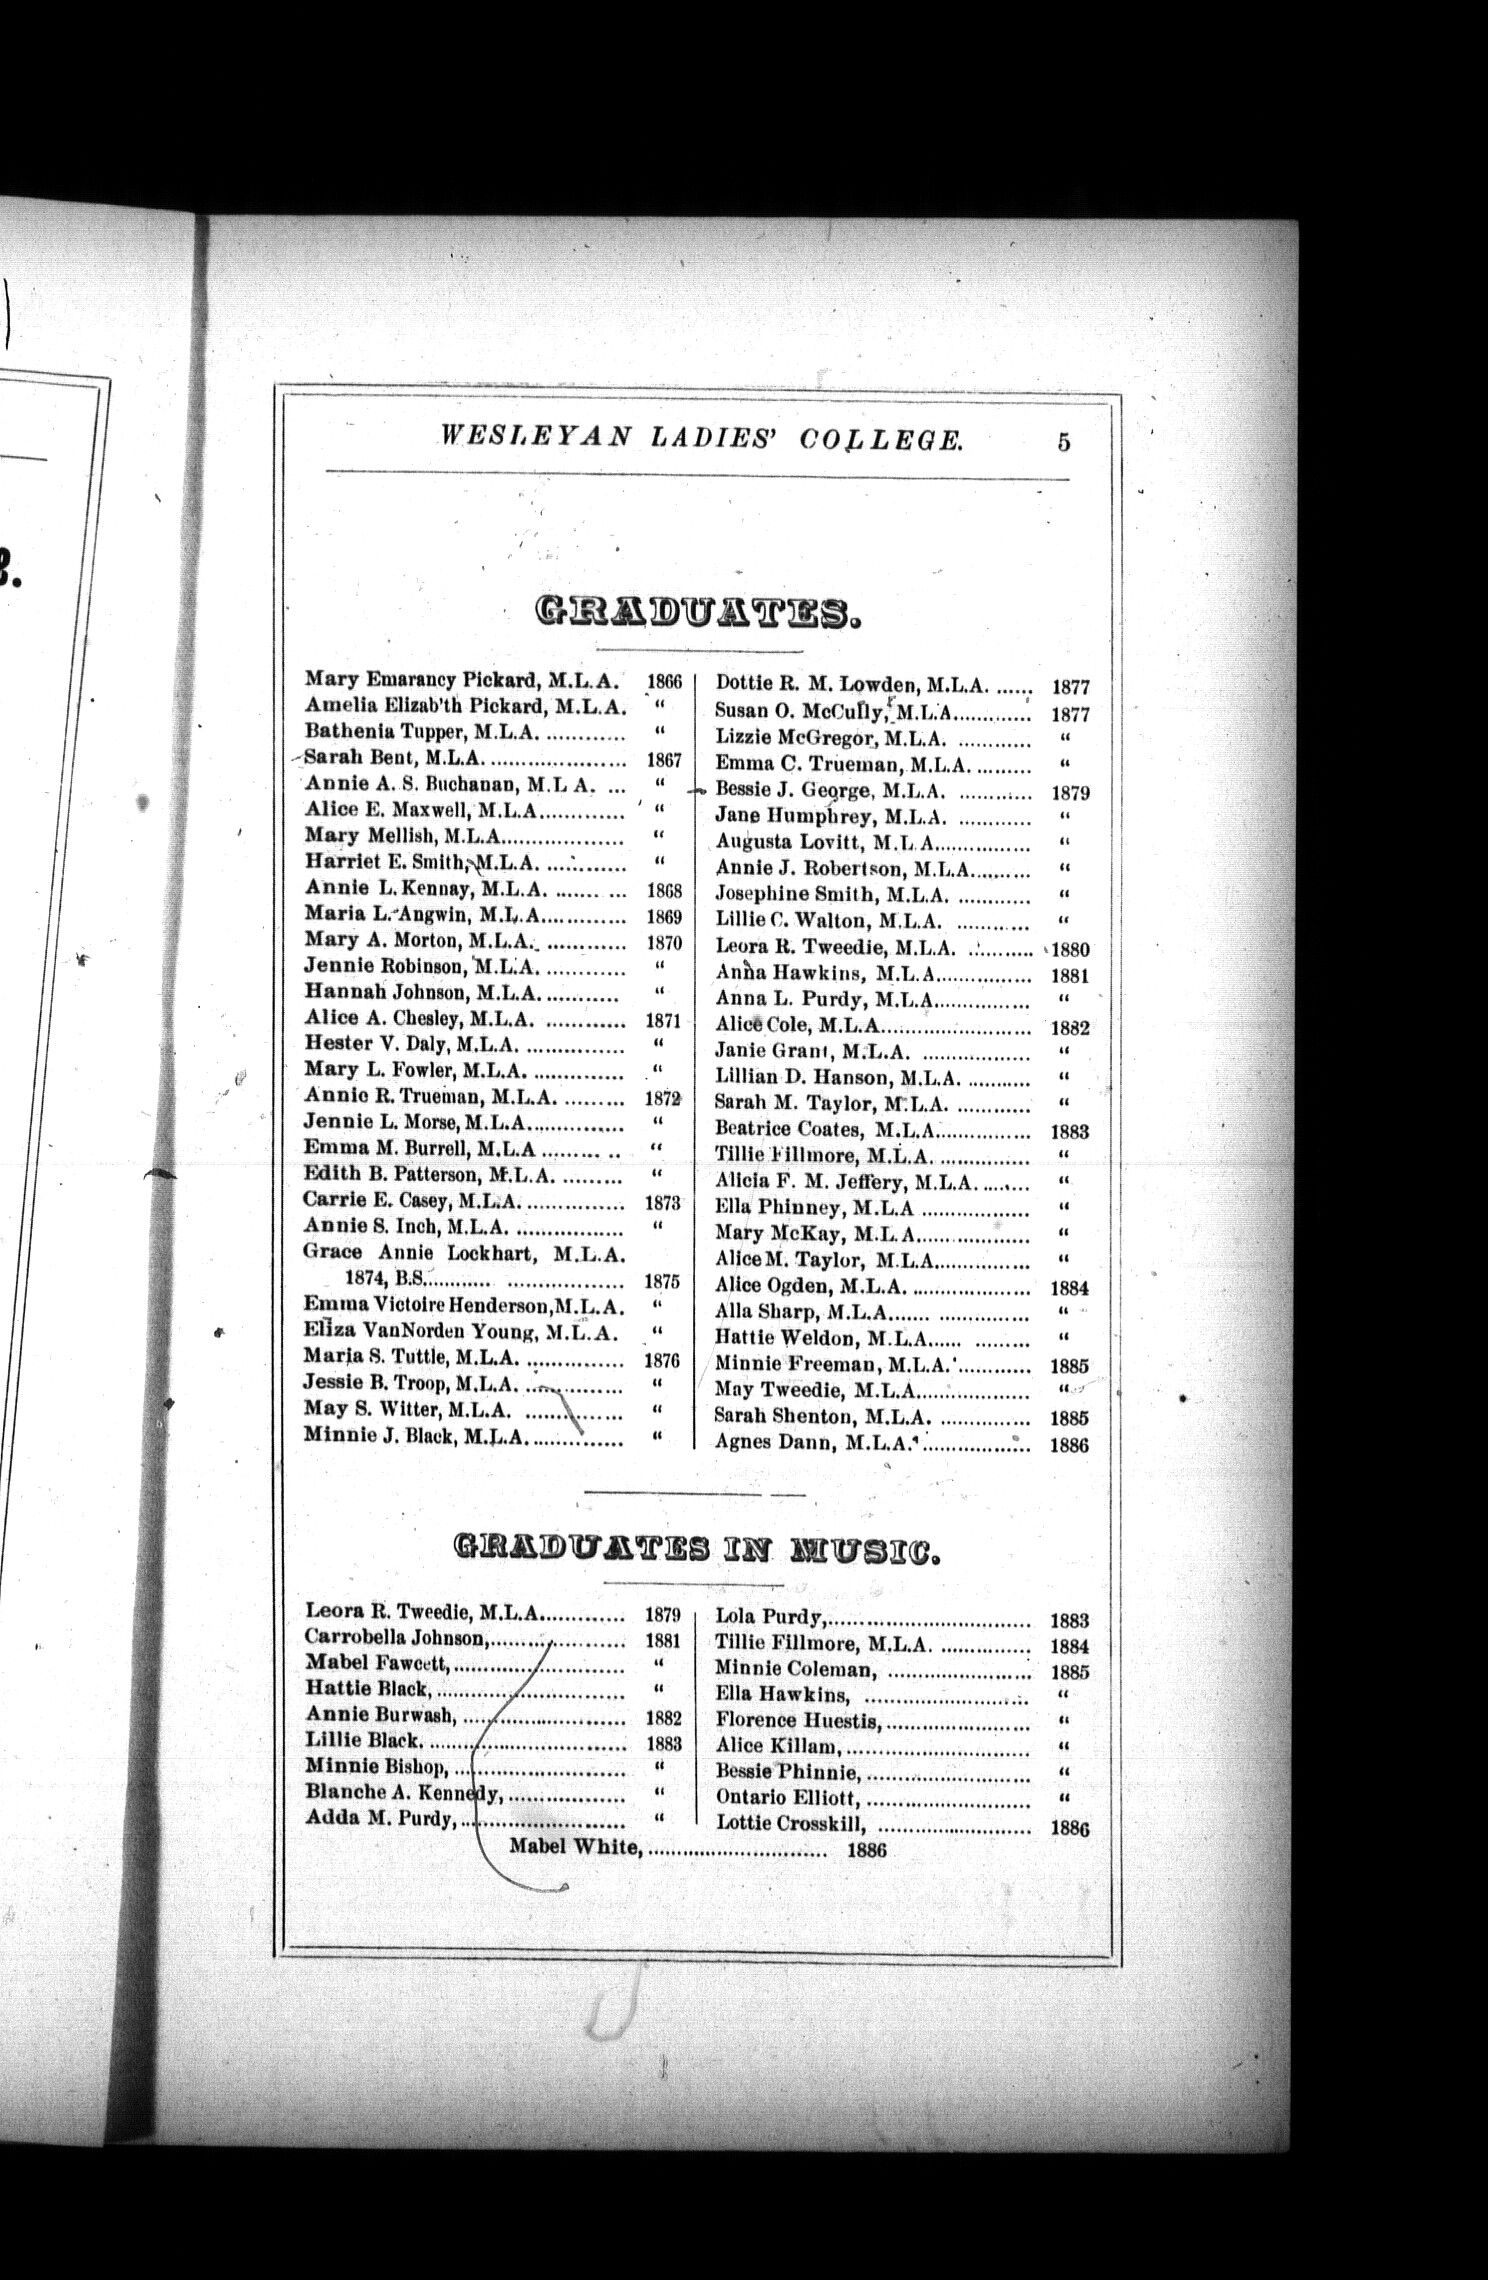 WESLEYAN LADIES' COLLEGE. 5
GRADUATES.
Mary Emarancy Pickard, M.L.A. 1866
Amelia Elizab'th Pickard, M.L.A. "
Bathenia Tupper, M.L.A. ............ "
Sarah Bent, M.L.A. ...................... 1867
Annie A. S. Buchanan, M.L A. ... "
Alice E. Maxwell, M.L.A............. "
Mary Mellish, M.L.A.................... "
Harriet E. Smith, M.L.A. ............ "
Annie L. Kennay, M.L.A. ....... ... 1868
Maria L. Angwin, M.L.A............. 1869
Mary A. Morton, M.L.A. ............ 1870
Jennie Robinson, M.L.A. ............ "
Hannah Johnson, M.L.A. ........... "
Alice A. Chesley, M.L.A. ............ 1871
Hester V. Daly, M.L.A. ............... "
Mary L. Fowler, M.L.A. .............. "
Annie R. Trueman, M.L.A. ......... 1872
Jennie L. Morse, M.L.A............... "
Emma M. Burrell, M.L.A ......... .. "
Edith B. Patterson, M.L.A. ......... "
Carrie E. Casey, M.L.A. ............... 1873
Annie S. Inch, M.L.A. ................. "
Grace Annie Lockhart, M.L.A.
1874, B.S............ .................. 1875
Emma Victoire Henderson,M.L.A. "
Eliza VanNorden Young, M.L.A. "
Maria S. Tuttle, M.L.A. ............... 1876
Jessie B. Troop, M.L.A. ............... "
May S. Witter, M.L.A. ............... "
Minnie J. Black, M.L.A. .............. "
Dottie R. M. Lowden, M.L.A. ...... 1877
Susan O. McCully, M.L.A............. 1877
Lizzie McGregor, M.L.A. ............ "
Emma C. Trueman, M.L.A. ......... "
Bessie J. George, M.L.A. ............ 1879
Jane Humphrey, M.L.A. ............ "
Augusta Lovitt, M.L.A............... "
Annie J. Robertson, M.L.A.......... "
Josephine Smith, M.L.A. ............ "
Lillie C. Walton, M.L.A. ............ "
Leora R. Tweedie, M.L.A. ........... 1880
Anna Hawkins, M.L.A................ 1881
Anna L. Purdy, M.L.A................ "
Alice Cole, M.L.A........................ 1882
Janie Grant, M.L.A. .................. "
Lillian D. Hanson, M.L.A. ........... "
Sarah M. Taylor, M.L.A. ............ "
Beatrice Coates, M.L.A............... 1883
Tillie Fillmore, M.L.A. ............... "
Alicia F. M. Jeffery, M.L.A. ........ "
Ella Phinney, M.L.A .................. "
Mary McKay, M.L.A................... "
Alice M. Taylor, M.L.A............... "
Alice Ogden, M.L.A. .................... 1884
Alla Sharp, M.L.A....... ............... "
Hattie Weldon, M.L.A...... ......... "
Minnie Freeman, M.L.A. ............ 1885
May Tweedie, M.L.A................... "
Sarah Shenton, M.L.A. ............... 1885
Agnes Dann, M.L.A. .................. 1886
GRADUATES IN MUSIC.
Leora R. Tweedie, M.L.A............. 1879
Carrobella Johnson,...................... 1881
Mabel Fawcett,............................ "
Hattie Black,............................... "
Annie Burwash, ........................... 1882
Lillie Black. ................................. 1883
Minnie Bishop, ............................ "
Blanche A. Kennedy, .................. "
Adda M. Purdy,........................... "
Lola Purdy,................................. 1883
Tillie Fillmore, M.L.A. ............... 1884
Minnie Coleman, ........................ 1885
Ella Hawkins, ........................... "
Florence Huestis,........................ "
Alice Killam,.............................. "
Bessie Phinnie,........................... "
Ontario Elliott, ........................... "
Lottie Crosskill, .......................... 1886
Mabel White,.............................. 1886